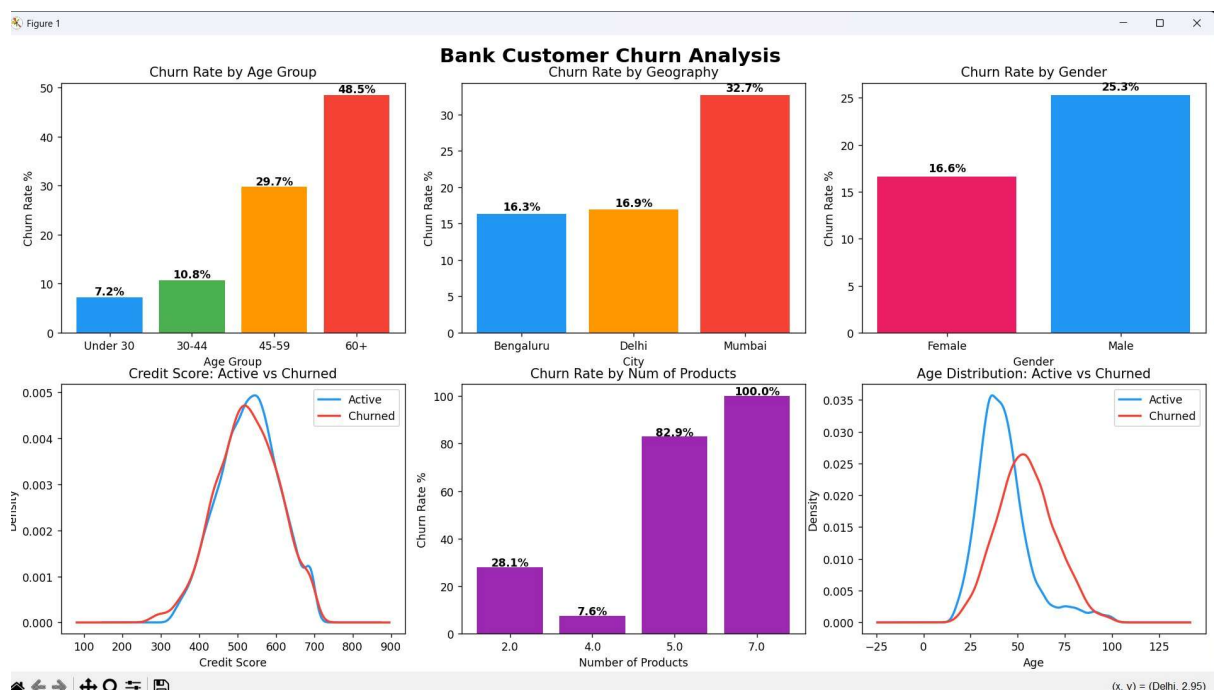 Figure 1
Bank Customer Churn Analysis
Churn Rate by Age Group
Churn Rate %
50
40
30
20
10
0
7.2%
10.8%
29.7%
48.5%
Under 30 30-44 45-59 60+
Age Group
Churn Rate by Geography
Churn Rate %
30
25
20
15
10
5
0
16.3%
16.9%
32.7%
Bengaluru Delhi Mumbai
City
Churn Rate by Gender
Churn Rate %
25
20
15
10
5
0
16.6%
25.3%
Female Male
Gender
Credit Score: Active vs Churned
Density
0.005
0.004
0.003
0.002
0.001
0.000
Active
Churned
100 200 300 400 500 600 700 800 900
Credit Score
Churn Rate by Num of Products
Churn Rate %
100
80
60
40
20
0
28.1%
7.6%
82.9%
100.0%
2.0 4.0 5.0 7.0
Number of Products
Age Distribution: Active vs Churned
Density
0.035
0.030
0.025
0.020
0.015
0.010
0.005
0.000
Active
Churned
−25 0 25 50 75 100 125
Age
(x, y) = (Delhi, 2.95)